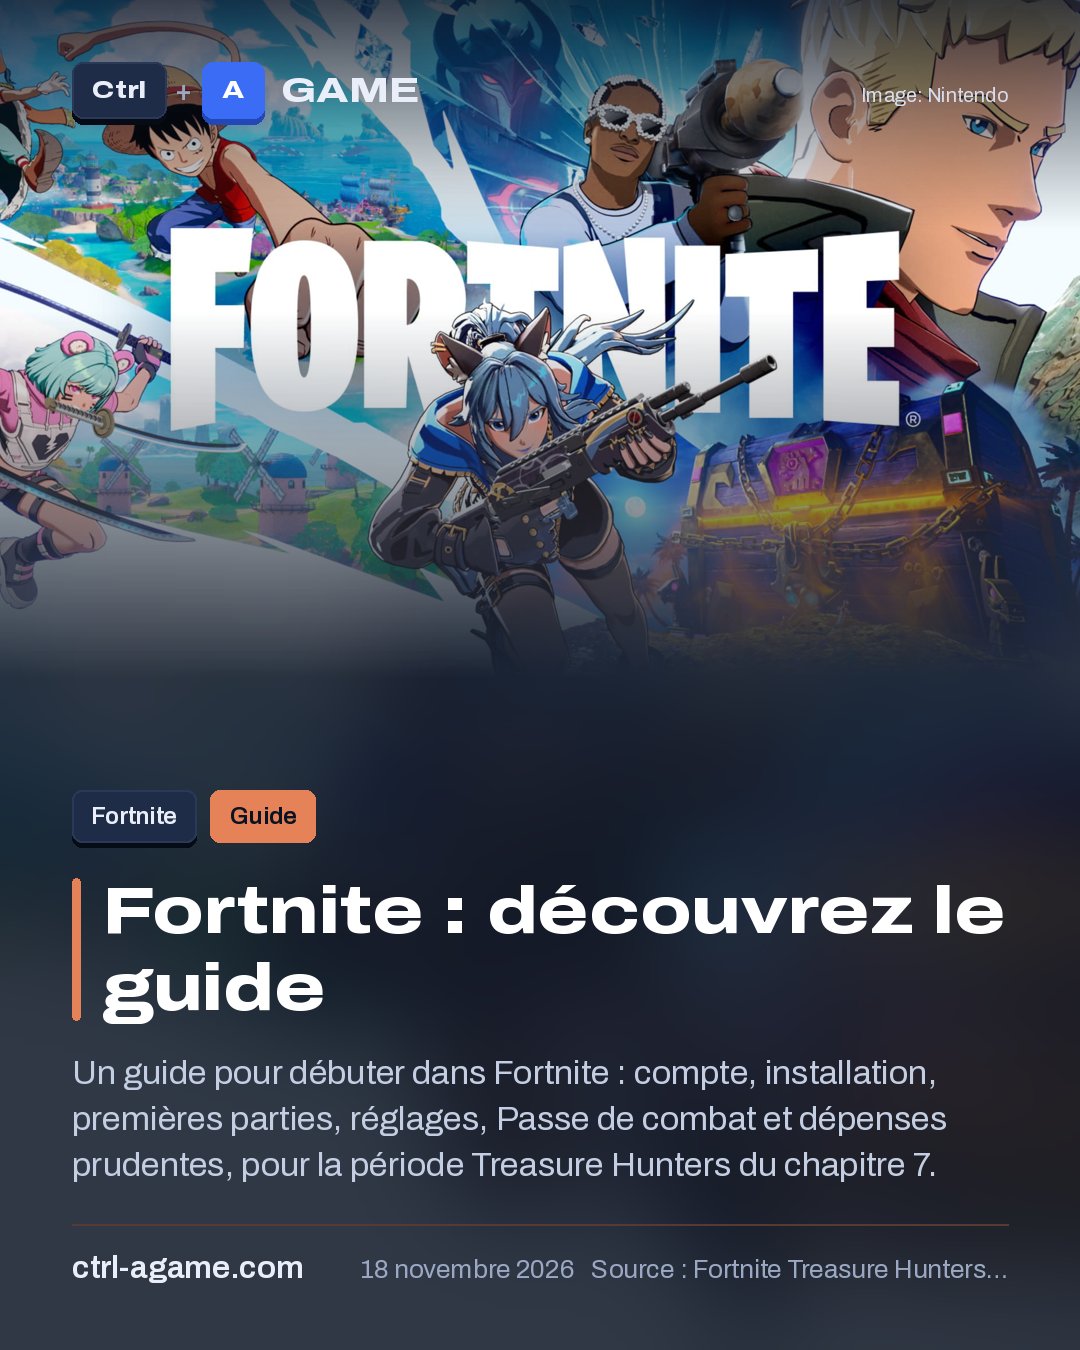 Ctrl + A GAME
Image: Nintendo
FORTNITE®
Fortnite Guide
Fortnite : découvrez le
guide
Un guide pour débuter dans Fortnite : compte, installation,
premières parties, réglages, Passe de combat et dépenses
prudentes, pour la période Treasure Hunters du chapitre 7.
ctrl-agame.com 18 novembre 2026 Source : Fortnite Treasure Hunters...